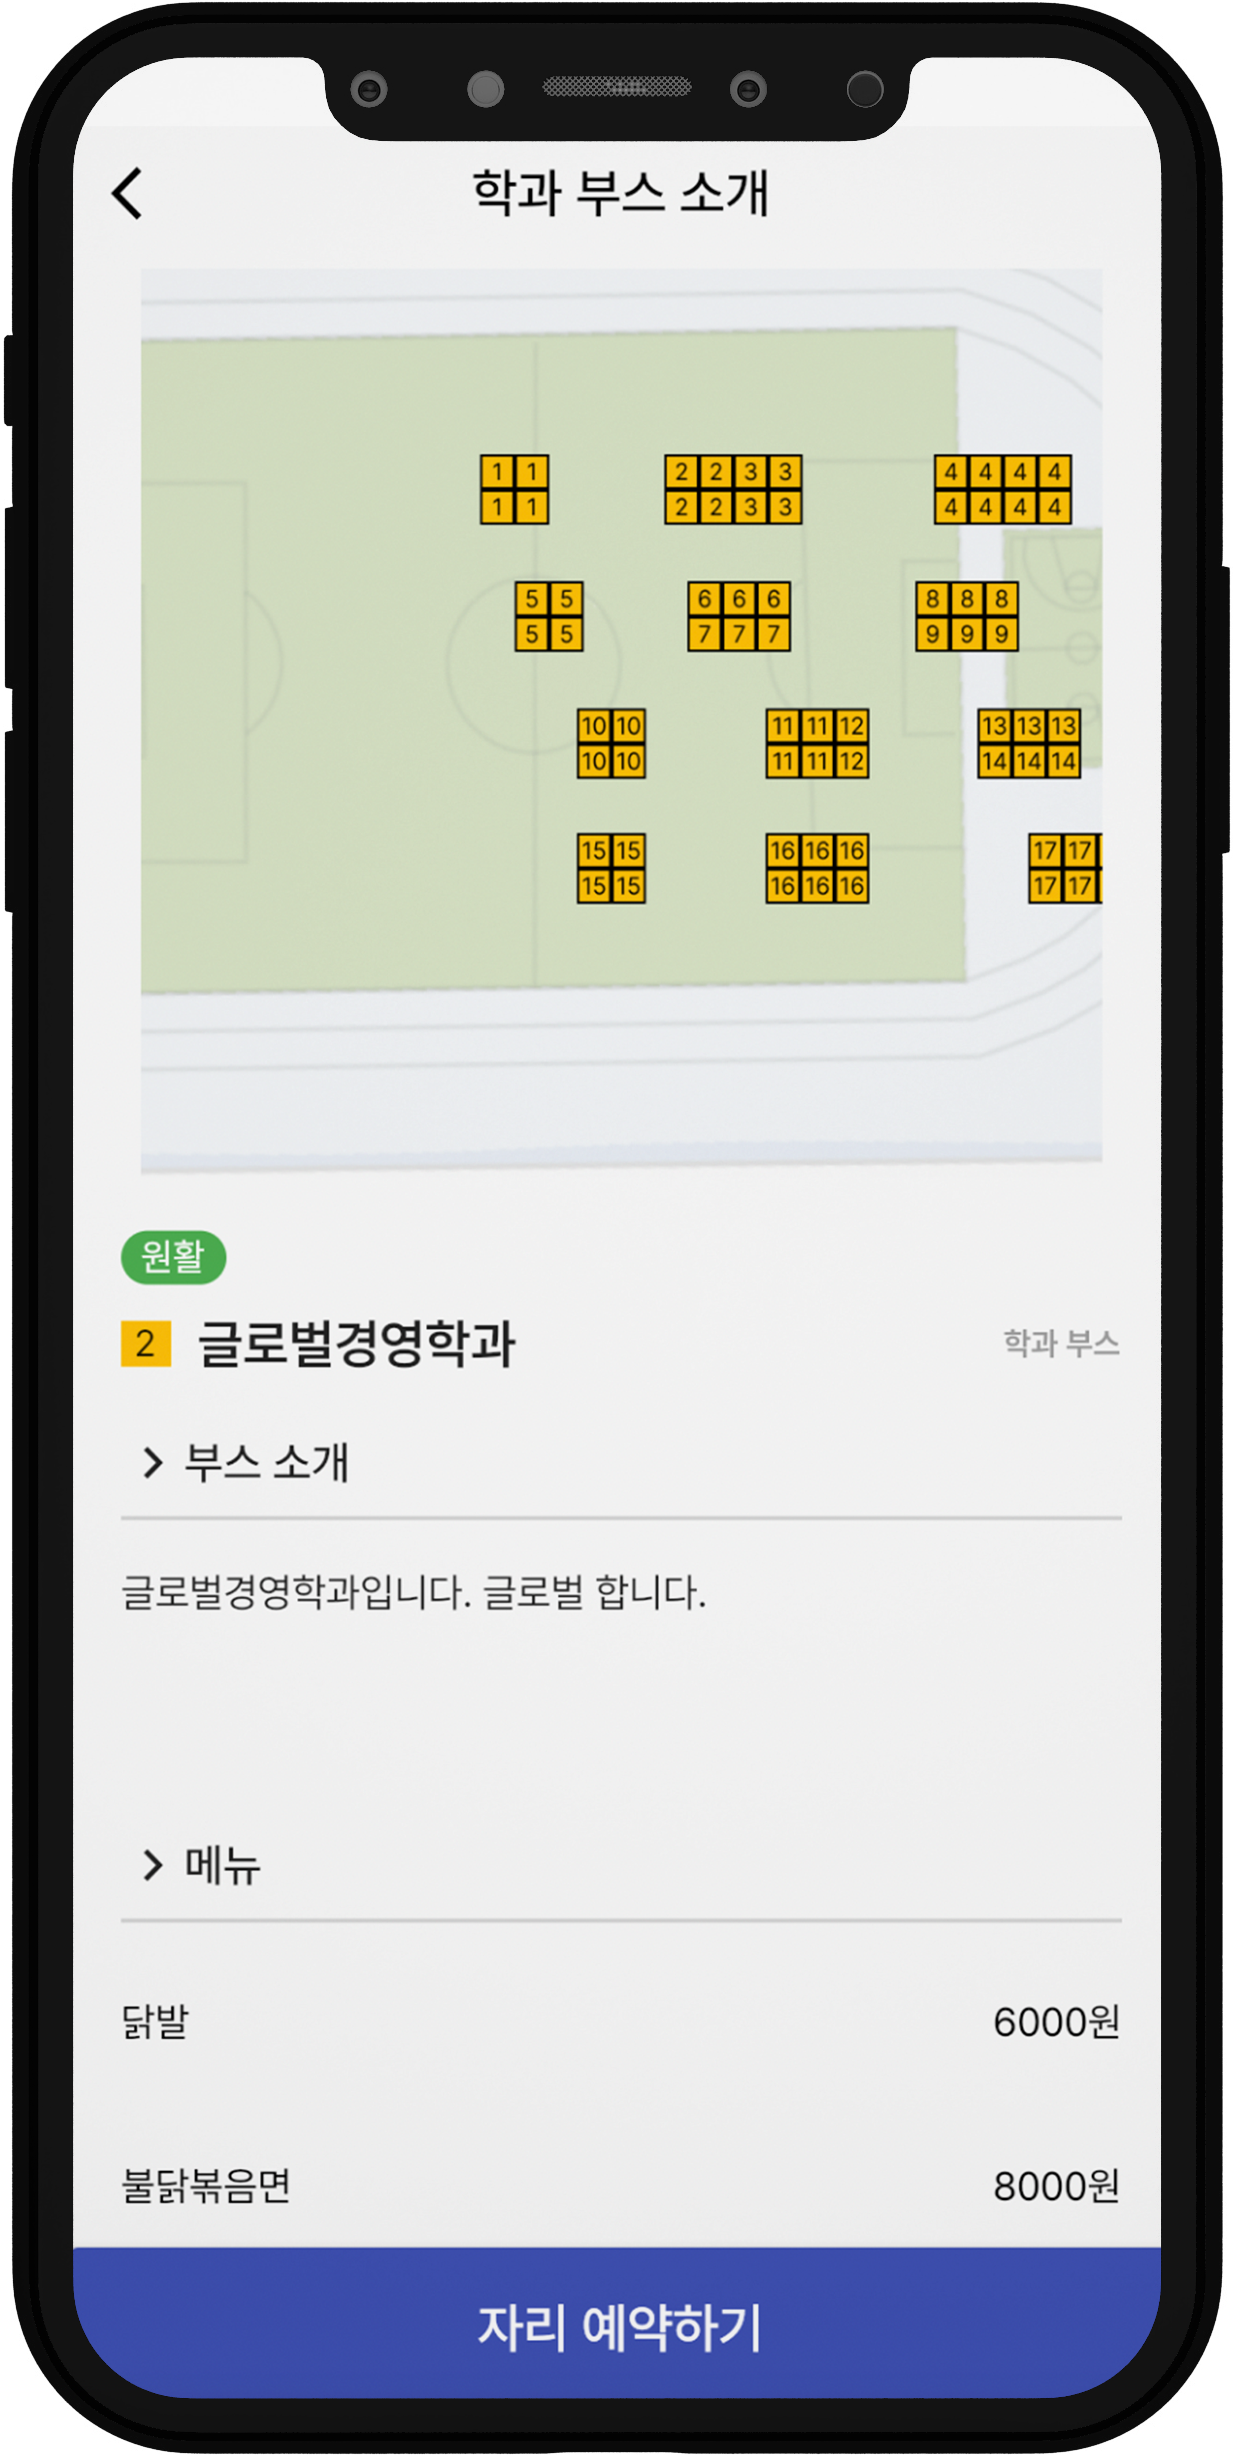 학과 부스 소개
1 1 2 2 3 3 4 4 4 4
1 1 2 2 3 3 4 4 4 4
5 5 6 6 6 8 8 8
5 5 7 7 7 9 9 9
10 10 11 11 12 13 13 13
10 10 11 11 12 14 14 14
15 15 16 16 16 17 17
15 15 16 16 16 17 17
원활
2 글로벌경영학과 학과 부스
부스 소개
글로벌경영학과입니다. 글로벌 합니다.
메뉴
닭발 6000원
불닭볶음면 8000원
자리 예약하기